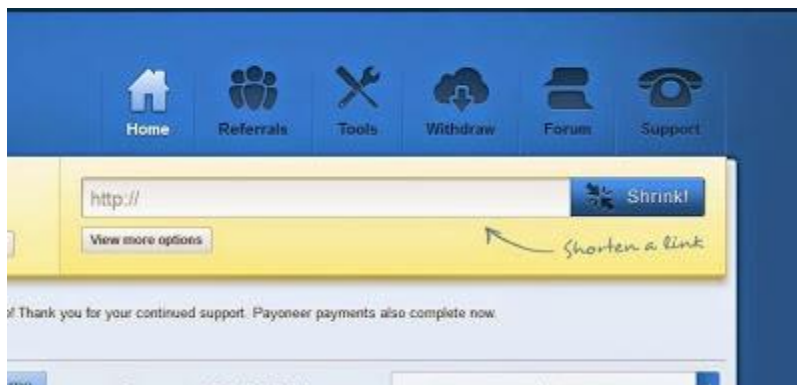 Home Referrals Tools Withdraw Forum Support
http:// Shrink!
View more options
Shorten a link
Thank you for your continued support. Payoneer payments also complete now.